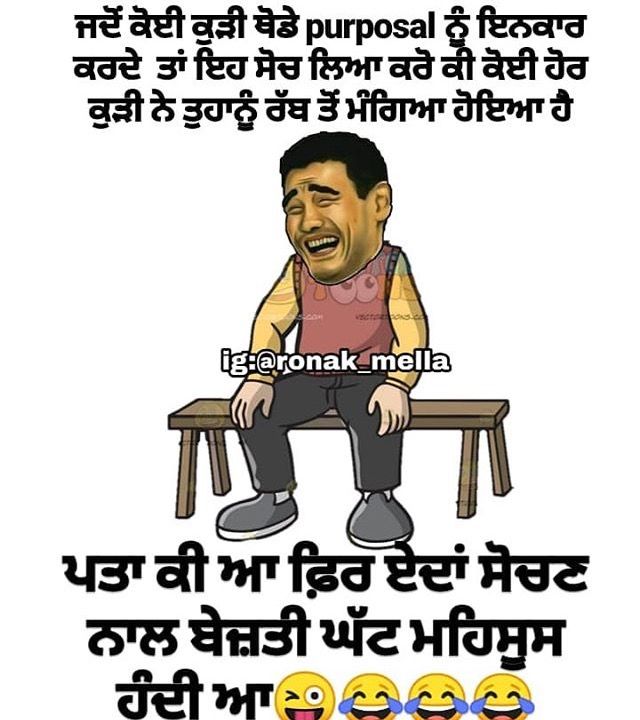 ਜਦੋਂ ਕੋਈ ਕੁੜੀ ਥੋਡੇ purposal ਨੂੰ ਇਨਕਾਰ
ਕਰਦੇ ਤਾਂ ਇਹ ਸੋਚ ਲਿਆ ਕਰੋ ਕੀ ਕੋਈ ਹੋਰ
ਕੁੜੀ ਨੇ ਤੁਹਾਨੂੰ ਰੱਬ ਤੋਂ ਮੰਗਿਆ ਹੋਇਆ ਹੈ
ig:@ronak_mella
ਪਤਾ ਕੀ ਆ ਫ਼ਿਰ ਏਦਾਂ ਸੋਚਣ
ਨਾਲ ਬੇਜ਼ਤੀ ਘੱਟ ਮਹਿਸੂਸ
ਹੰਦੀ ਆ😜😂😂😂